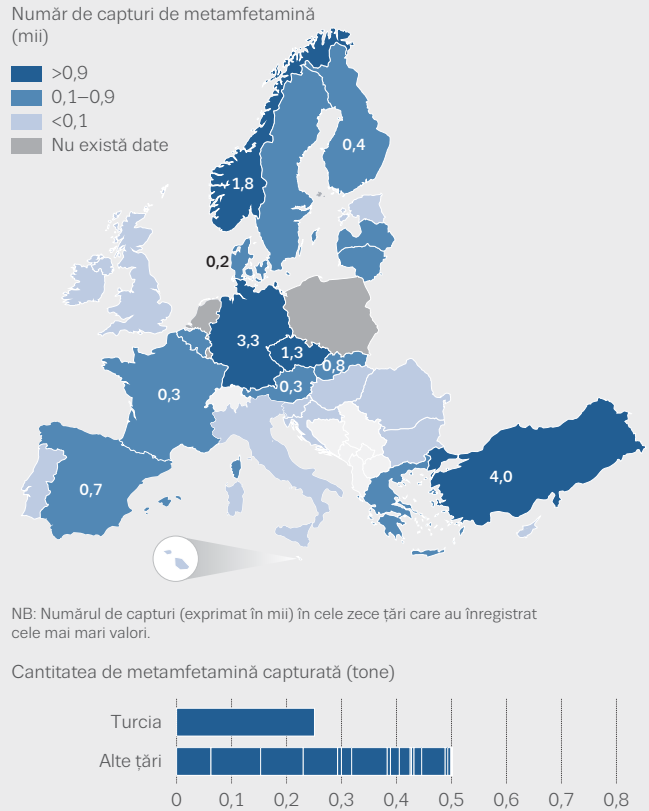 Număr de capturi de metamfetamină
(mii)
>0,9
0,1–0,9
<0,1
Nu există date
0,4
1,8
0,2
3,3
1,3
0,8
0,3
0,3
0,7
4,0
NB: Numărul de capturi (exprimat în mii) în cele zece țări care au înregistrat
cele mai mari valori.
Cantitatea de metamfetamină capturată (tone)
Turcia
Alte țări
0 0,1 0,2 0,3 0,4 0,5 0,6 0,7 0,8